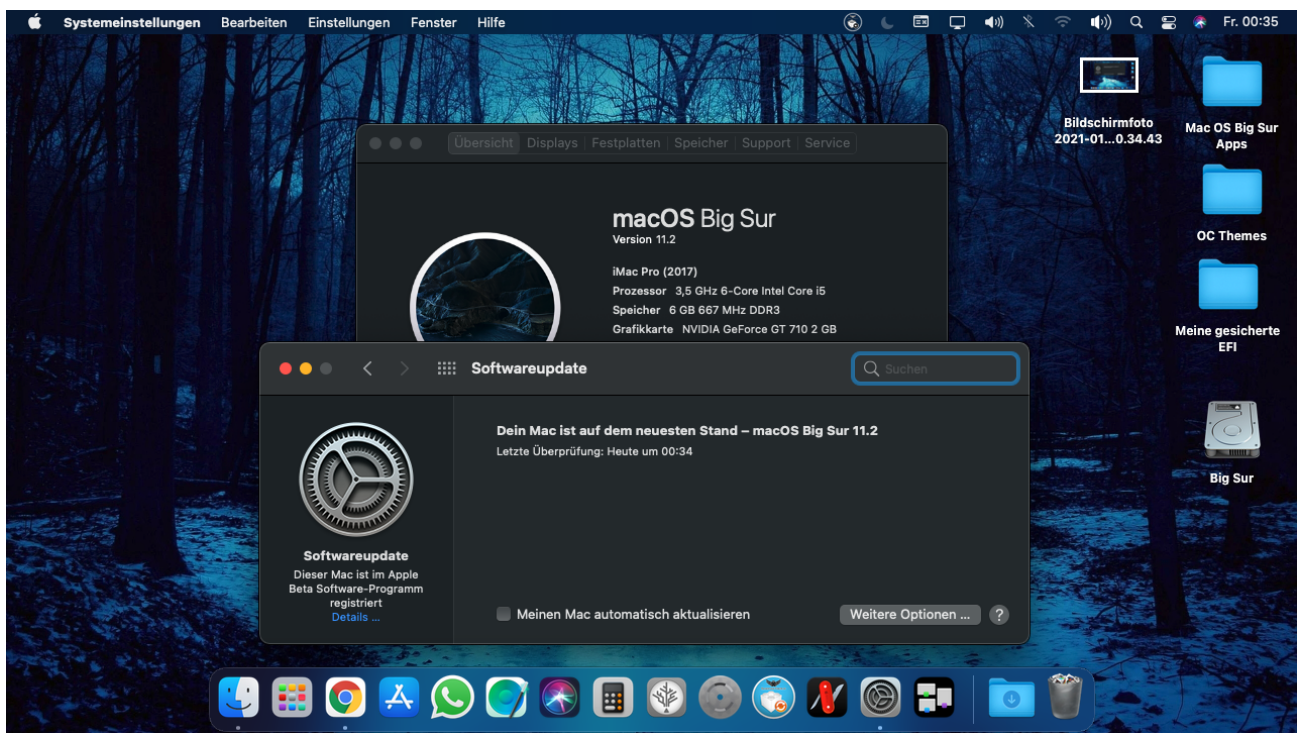 Systemeinstellungen Bearbeiten Einstellungen Fenster Hilfe Fr. 00:35
Bildschirmfoto
2021-01...0.34.43
Mac OS Big Sur
Apps
OC Themes
Meine gesicherte
EFI
Big Sur
Übersicht Displays Festplatten Speicher Support Service
macOS Big Sur
Version 11.2
iMac Pro (2017)
Prozessor 3,5 GHz 6-Core Intel Core i5
Speicher 6 GB 667 MHz DDR3
Grafikkarte NVIDIA GeForce GT 710 2 GB
Softwareupdate
Suchen
Dein Mac ist auf dem neuesten Stand – macOS Big Sur 11.2
Letzte Überprüfung: Heute um 00:34
Softwareupdate
Dieser Mac ist im Apple
Beta Software-Programm
registriert
Details ...
Meinen Mac automatisch aktualisieren
Weitere Optionen ... ?